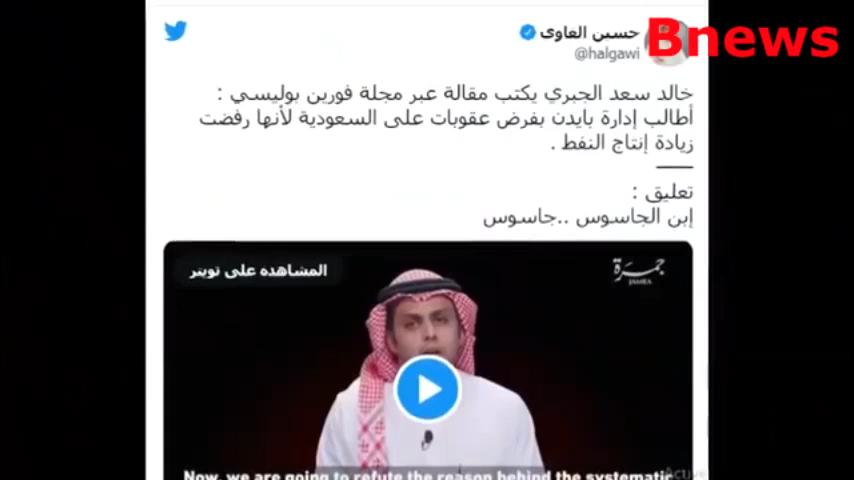 Bnews
حسين الغاوي
@halgawi
خالد سعد الجبري يكتب مقالة عبر مجلة فورين بوليسي :
أطالب إدارة بايدن بفرض عقوبات على السعودية لأنها رفضت
زيادة إنتاج النفط .
تعليق :
إبن الجاسوس ..جاسوس
المشاهده على تويتر
جمرة
JAMRA
Now, we are going to refute the reason behind the systematic